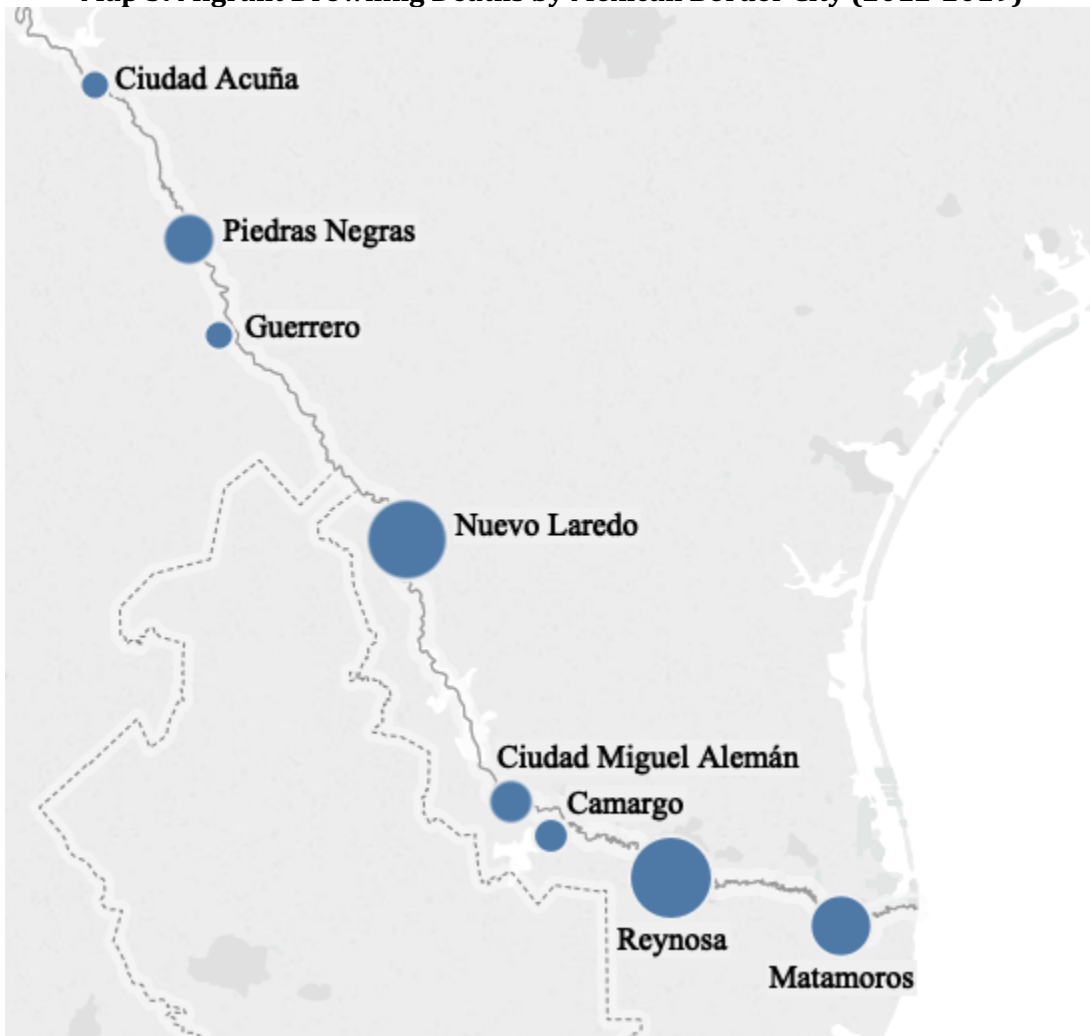 Migrant Drowning Deaths by Mexican Border City
Ciudad Acuña
Piedras Negras
Guerrero
Nuevo Laredo
Ciudad Miguel Alemán
Camargo
Reynosa
Matamoros